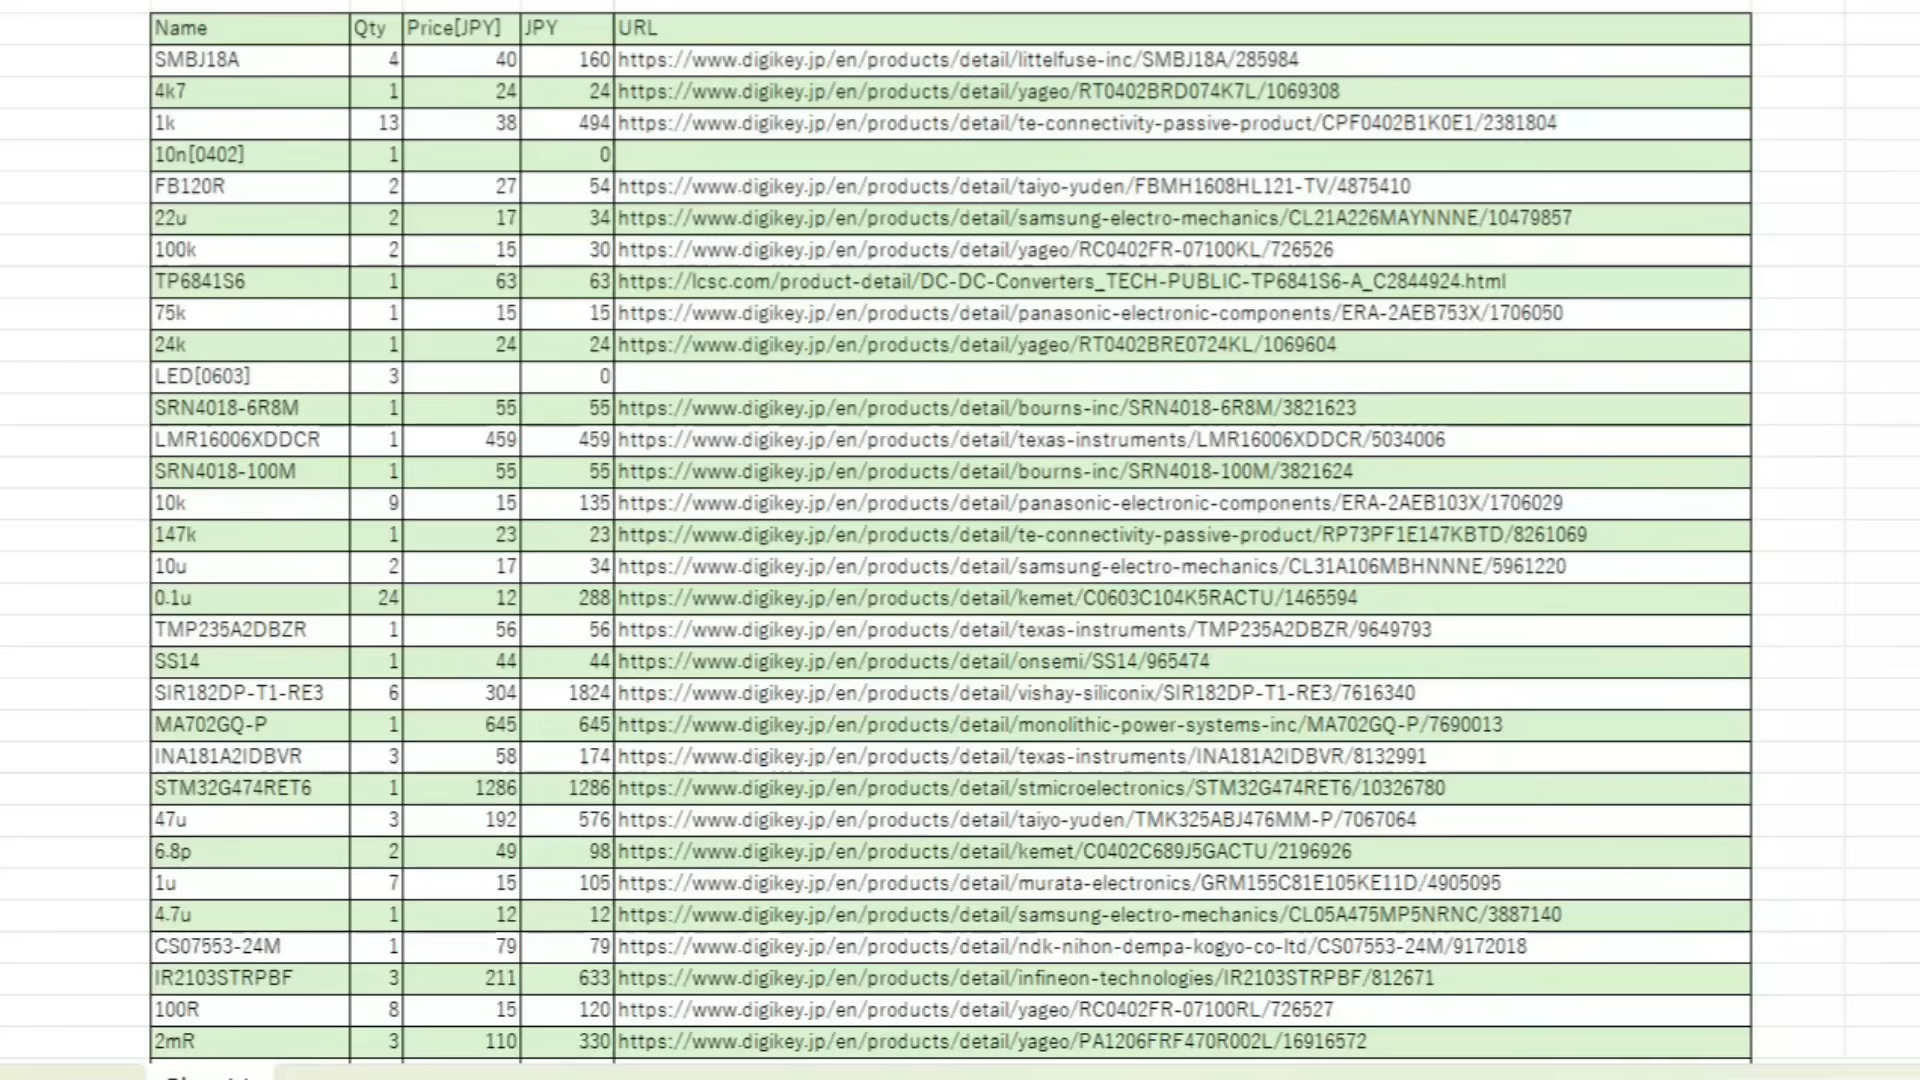 Name Qty Price[JPY] JPY URL
SMBJ18A 4 40 160 https://www.digikey.jp/en/products/detail/littelfuse-inc/SMBJ18A/285984
4k7 1 24 24 https://www.digikey.jp/en/products/detail/yageo/RT0402BRD074K7L/1069308
1k 13 38 494 https://www.digikey.jp/en/products/detail/te-connectivity-passive-product/CPF0402B1K0E1/2381804
10n[0402] 1 0
FB120R 2 27 54 https://www.digikey.jp/en/products/detail/taiyo-yuden/FBMH1608HL121-TV/4875410
22u 2 17 34 https://www.digikey.jp/en/products/detail/samsung-electro-mechanics/CL21A226MAYNNNE/10479857
100k 2 15 30 https://www.digikey.jp/en/products/detail/yageo/RC0402FR-07100KL/726526
TP6841S6 1 63 63 https://lcsc.com/product-detail/DC-DC-Converters_TECH-PUBLIC-TP6841S6-A_C2844924.html
75k 1 15 15 https://www.digikey.jp/en/products/detail/panasonic-electronic-components/ERA-2AEB753X/1706050
24k 1 24 24 https://www.digikey.jp/en/products/detail/yageo/RT0402BRE0724KL/1069604
LED[0603] 3 0
SRN4018-6R8M 1 55 55 https://www.digikey.jp/en/products/detail/bourns-inc/SRN4018-6R8M/3821623
LMR16006XDDCR 1 459 459 https://www.digikey.jp/en/products/detail/texas-instruments/LMR16006XDDCR/5034006
SRN4018-100M 1 55 55 https://www.digikey.jp/en/products/detail/bourns-inc/SRN4018-100M/3821624
10k 9 15 135 https://www.digikey.jp/en/products/detail/panasonic-electronic-components/ERA-2AEB103X/1706029
147k 1 23 23 https://www.digikey.jp/en/products/detail/te-connectivity-passive-product/RP73PF1E147KBTD/8261069
10u 2 17 34 https://www.digikey.jp/en/products/detail/samsung-electro-mechanics/CL31A106MBHNNNE/5961220
0.1u 24 12 288 https://www.digikey.jp/en/products/detail/kemet/C0603C104K5RACTU/1465594
TMP235A2DBZR 1 56 56 https://www.digikey.jp/en/products/detail/texas-instruments/TMP235A2DBZR/9649793
SS14 1 44 44 https://www.digikey.jp/en/products/detail/onsemi/SS14/965474
SIR182DP-T1-RE3 6 304 1824 https://www.digikey.jp/en/products/detail/vishay-siliconix/SIR182DP-T1-RE3/7616340
MA702GQ-P 1 645 645 https://www.digikey.jp/en/products/detail/monolithic-power-systems-inc/MA702GQ-P/7690013
INA181A2IDBVR 3 58 174 https://www.digikey.jp/en/products/detail/texas-instruments/INA181A2IDBVR/8132991
STM32G474RET6 1 1286 1286 https://www.digikey.jp/en/products/detail/stmicroelectronics/STM32G474RET6/10326780
47u 3 192 576 https://www.digikey.jp/en/products/detail/taiyo-yuden/TMK325ABJ476MM-P/7067064
6.8p 2 49 98 https://www.digikey.jp/en/products/detail/kemet/C0402C689J5GACTU/2196926
1u 7 15 105 https://www.digikey.jp/en/products/detail/murata-electronics/GRM155C81E105KE11D/4905095
4.7u 1 12 12 https://www.digikey.jp/en/products/detail/samsung-electro-mechanics/CL05A475MP5NRNC/3887140
CS07553-24M 1 79 79 https://www.digikey.jp/en/products/detail/ndk-nihon-dempa-kogyo-co-ltd/CS07553-24M/9172018
IR2103STRPBF 3 211 633 https://www.digikey.jp/en/products/detail/infineon-technologies/IR2103STRPBF/812671
100R 8 15 120 https://www.digikey.jp/en/products/detail/yageo/RC0402FR-07100RL/726527
2mR 3 110 330 https://www.digikey.jp/en/products/detail/yageo/PA1206FRF470R002L/16916572